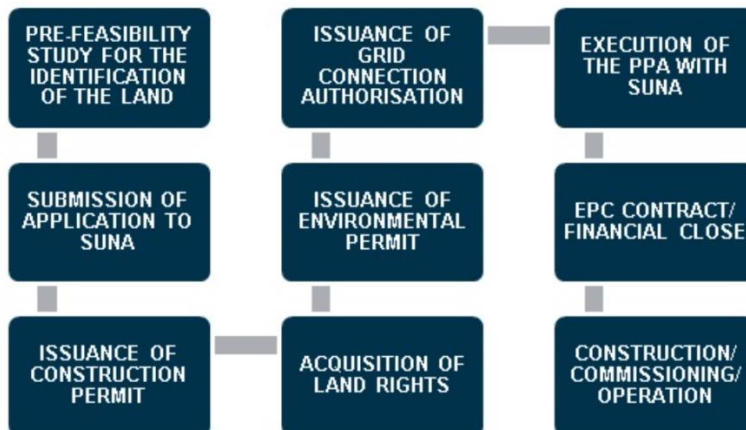 PRE-FEASIBILITY
STUDY FOR THE
IDENTIFICATION
OF THE LAND
SUBMISSION OF
APPLICATION TO
SUNA
ISSUANCE OF
CONSTRUCTION
PERMIT
ACQUISITION OF
LAND RIGHTS
ISSUANCE OF
ENVIRONMENTAL
PERMIT
ISSUANCE OF
GRID
CONNECTION
AUTHORISATION
EXECUTION OF
THE PPA WITH
SUNA
EPC CONTRACT/
FINANCIAL CLOSE
CONSTRUCTION/
COMMISSIONING/
OPERATION